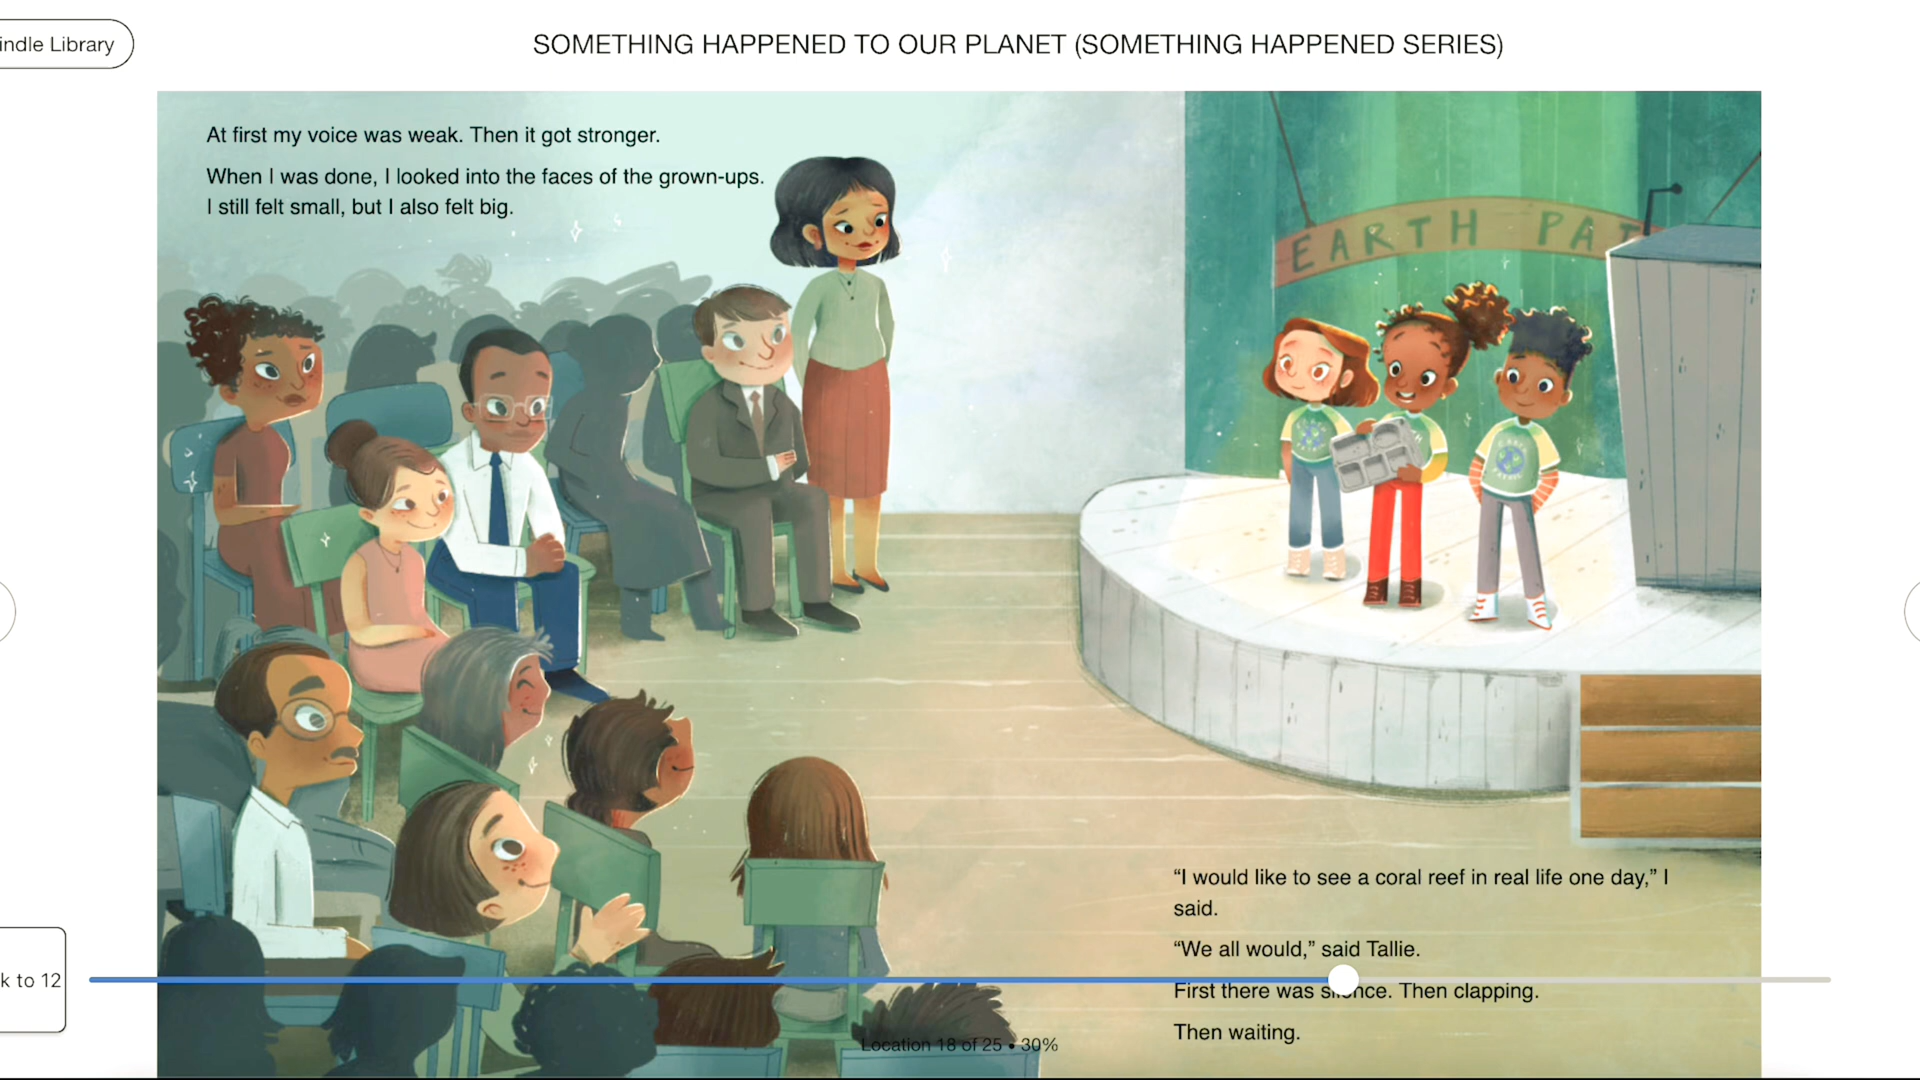 indle Library
SOMETHING HAPPENED TO OUR PLANET (SOMETHING HAPPENED SERIES)
At first my voice was weak. Then it got stronger.
When I was done, I looked into the faces of the grown-ups.
I still felt small, but I also felt big.
EARTH PAT
“I would like to see a coral reef in real life one day,” I
said.
“We all would,” said Tallie.
k to 12
First there was silence. Then clapping.
Then waiting.
Location 18 of 25 • 30%